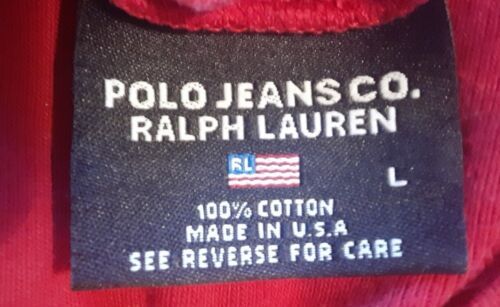 POLO JEANS CO.
RALPH LAUREN
RL
L
100% COTTON
MADE IN U.S.A
SEE REVERSE FOR CARE